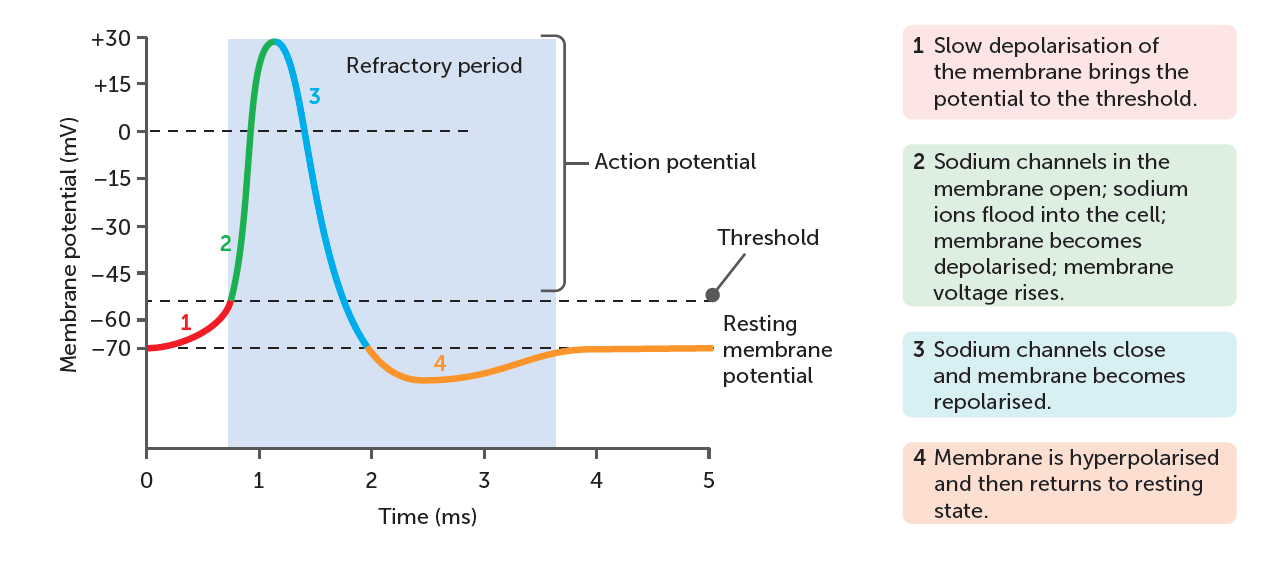 Membrane potential (mV)
+30
+15
0
−15
−30
−45
−60
−70
Refractory period
1
2
3
4
Action potential
Threshold
Resting
membrane
potential
0 1 2 3 4 5
Time (ms)
1 Slow depolarisation of
the membrane brings the
potential to the threshold.
2 Sodium channels in the
membrane open; sodium
ions flood into the cell;
membrane becomes
depolarised; membrane
voltage rises.
3 Sodium channels close
and membrane becomes
repolarised.
4 Membrane is hyperpolarised
and then returns to resting
state.